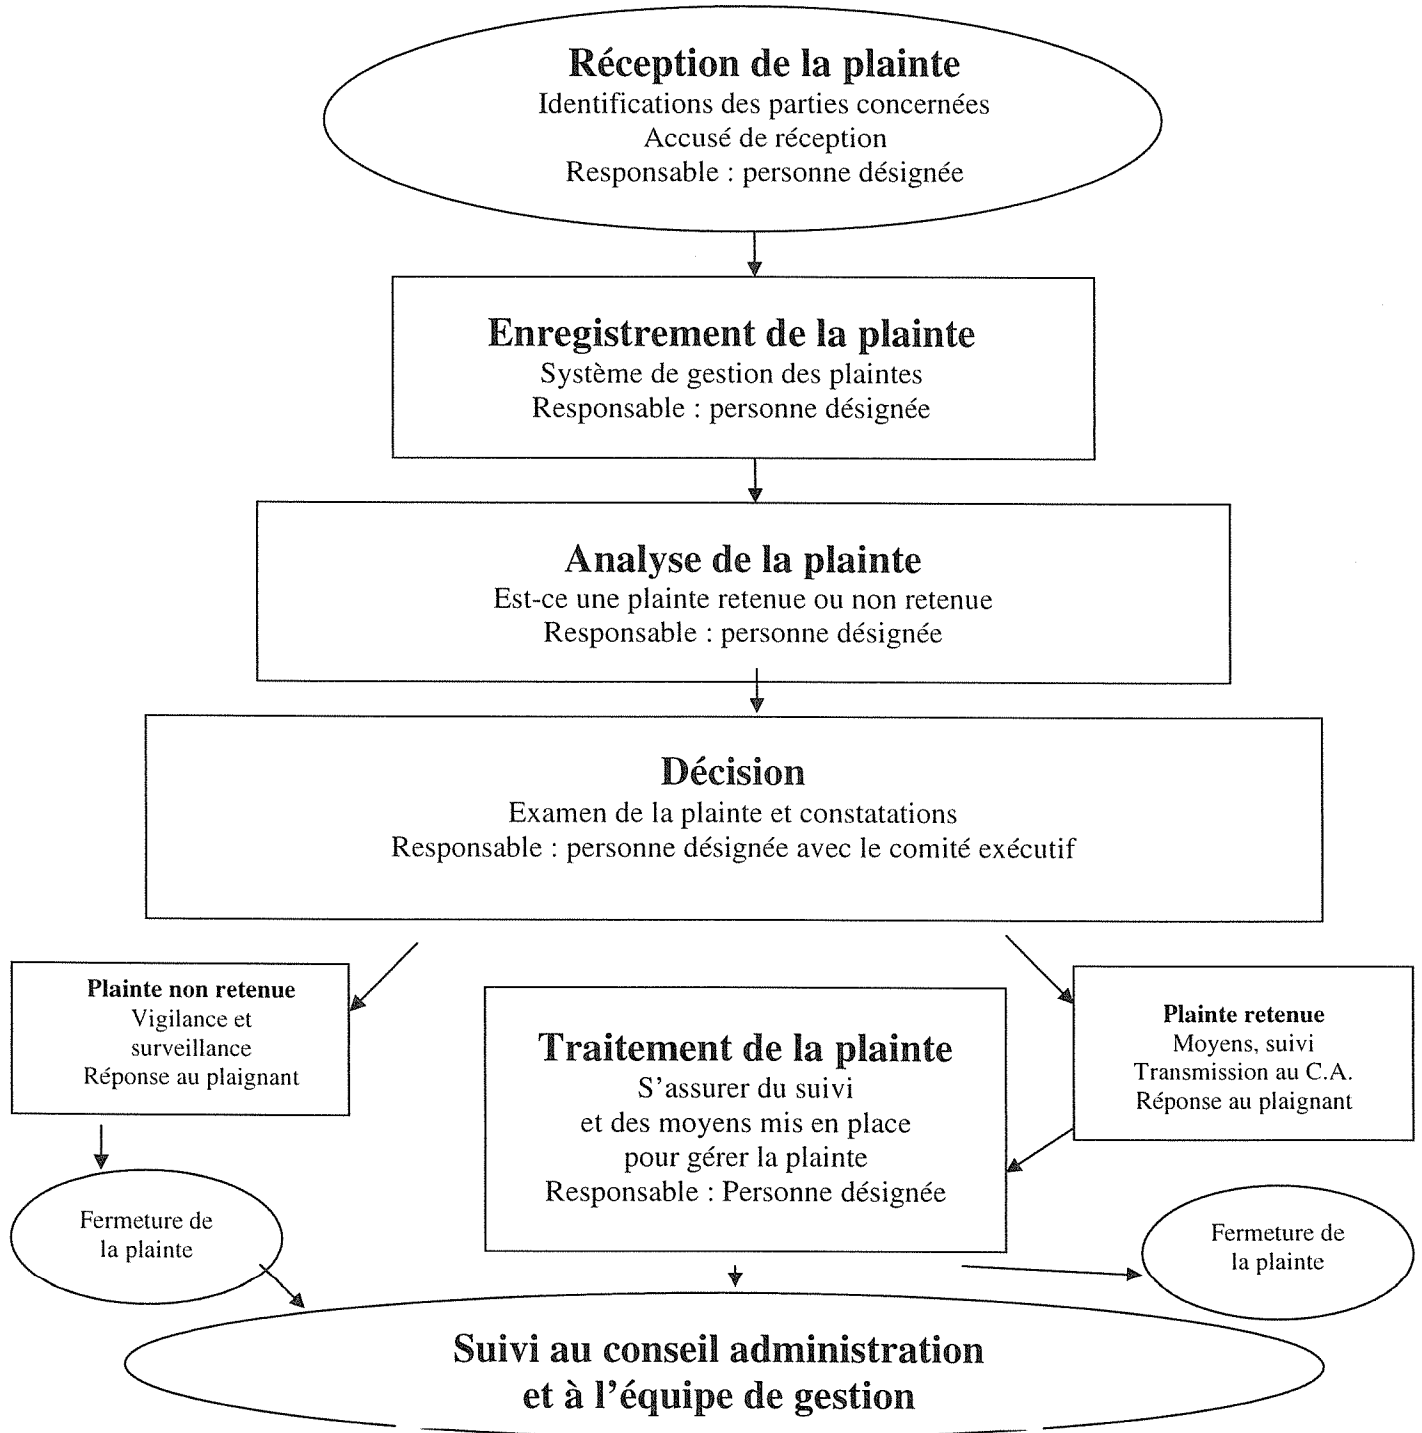 Réception de la plainte
Identifications des parties concernées
Accusé de réception
Responsable : personne désignée
Enregistrement de la plainte
Système de gestion des plaintes
Responsable : personne désignée
Analyse de la plainte
Est-ce une plainte retenue ou non retenue
Responsable : personne désignée
Décision
Examen de la plainte et constatations
Responsable : personne désignée avec le comité exécutif
Plainte non retenue
Vigilance et
surveillance
Réponse au plaignant
Traitement de la plainte
S'assurer du suivi
et des moyens mis en place
pour gérer la plainte
Responsable : Personne désignée
Plainte retenue
Moyens, suivi
Transmission au C.A.
Réponse au plaignant
Fermeture de
la plainte
Fermeture de
la plainte
Suivi au conseil administration
et à l'équipe de gestion